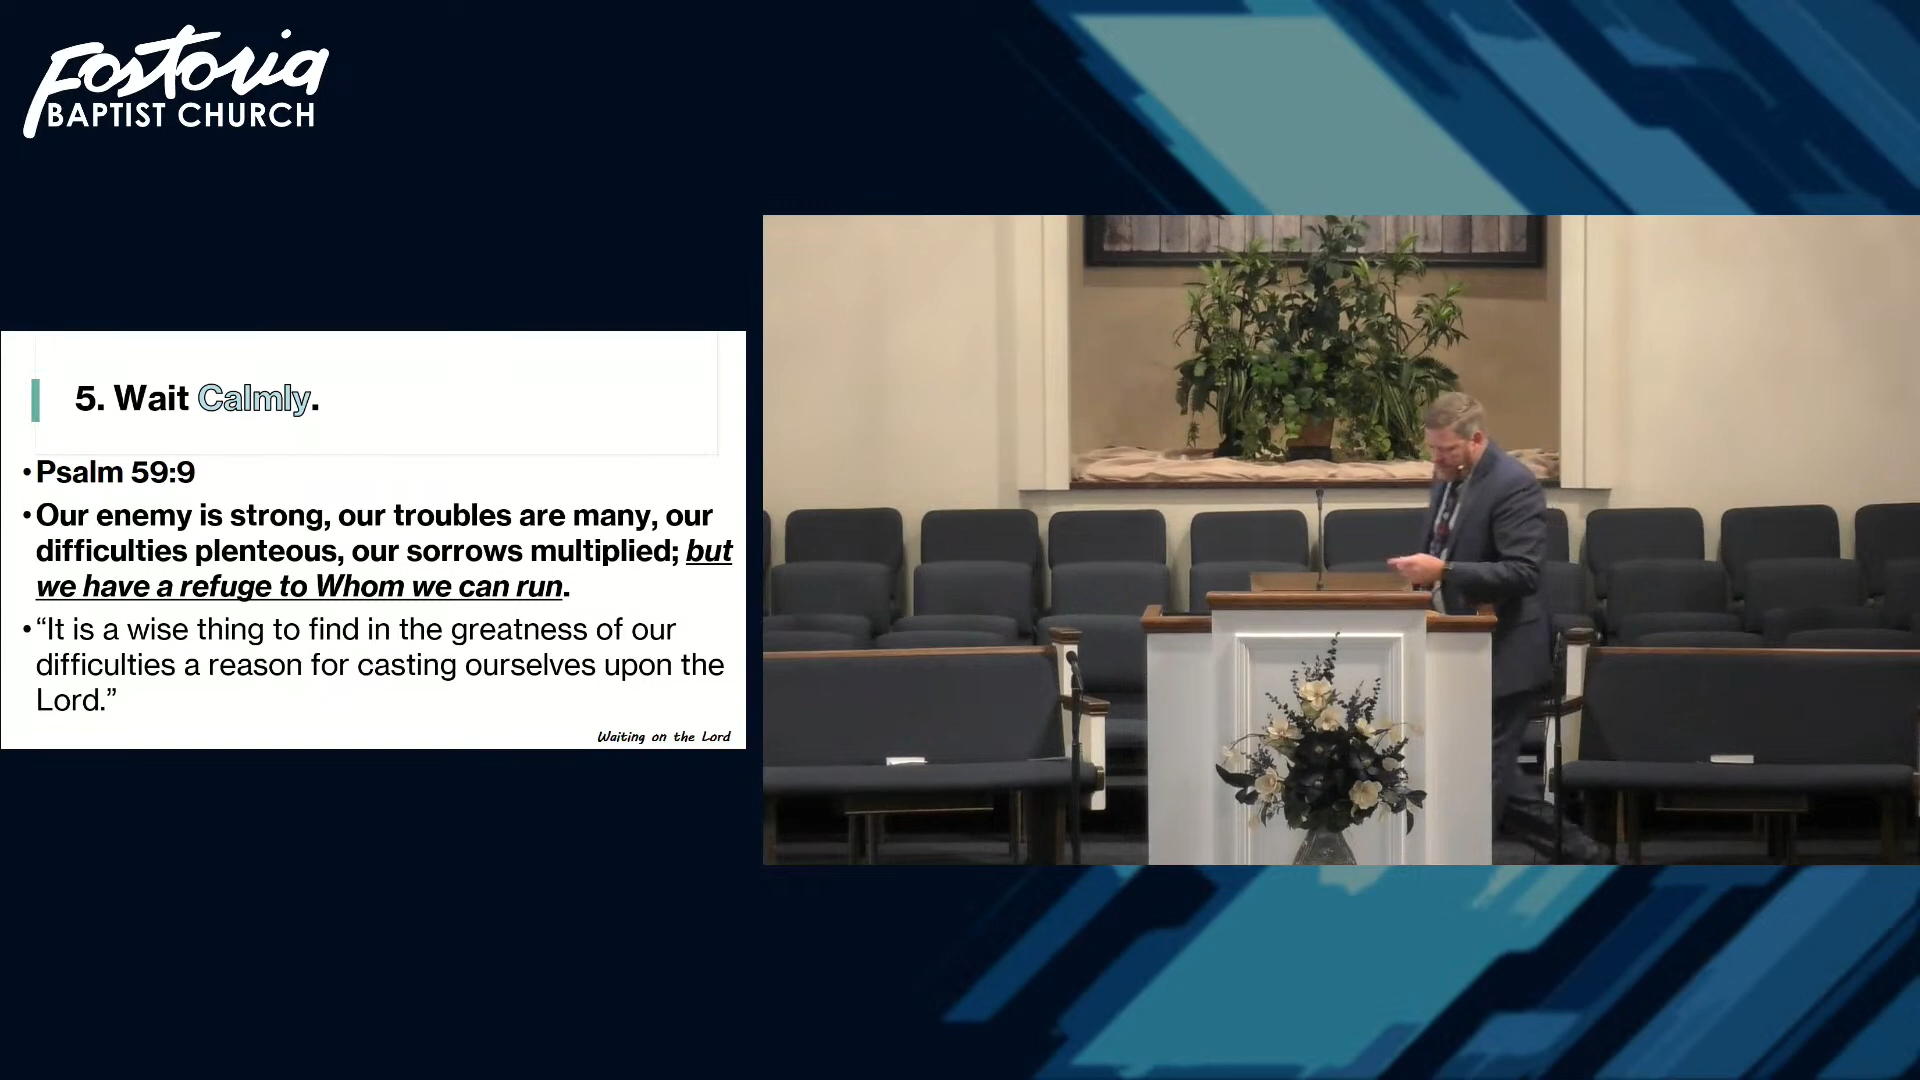 Fostoria
BAPTIST CHURCH
5. Wait Calmly.
•Psalm 59:9
•Our enemy is strong, our troubles are many, our
difficulties plenteous, our sorrows multiplied; but
we have a refuge to Whom we can run.
•“It is a wise thing to find in the greatness of our
difficulties a reason for casting ourselves upon the
Lord.”
Waiting on the Lord